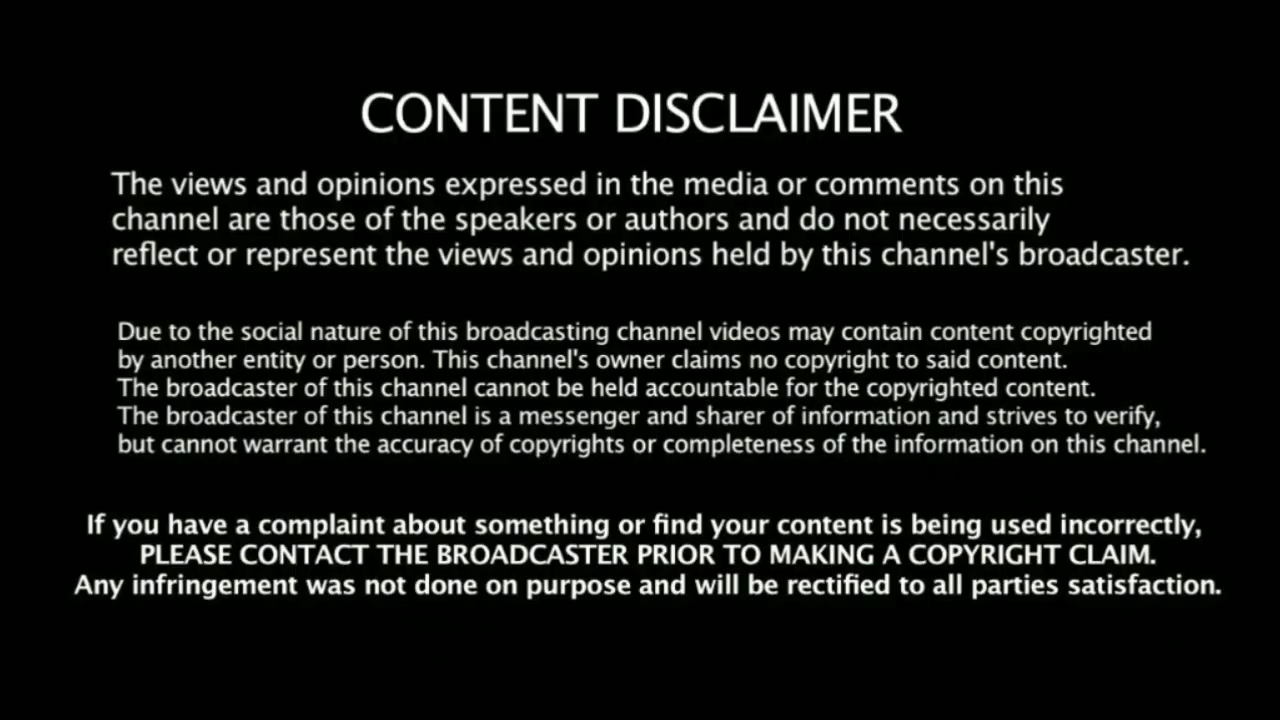 CONTENT DISCLAIMER
The views and opinions expressed in the media or comments on this
channel are those of the speakers or authors and do not necessarily
reflect or represent the views and opinions held by this channel's broadcaster.
Due to the social nature of this broadcasting channel videos may contain content copyrighted
by another entity or person. This channel's owner claims no copyright to said content.
The broadcaster of this channel cannot be held accountable for the copyrighted content.
The broadcaster of this channel is a messenger and sharer of information and strives to verify,
but cannot warrant the accuracy of copyrights or completeness of the information on this channel.
If you have a complaint about something or find your content is being used incorrectly,
PLEASE CONTACT THE BROADCASTER PRIOR TO MAKING A COPYRIGHT CLAIM.
Any infringement was not done on purpose and will be rectified to all parties satisfaction.